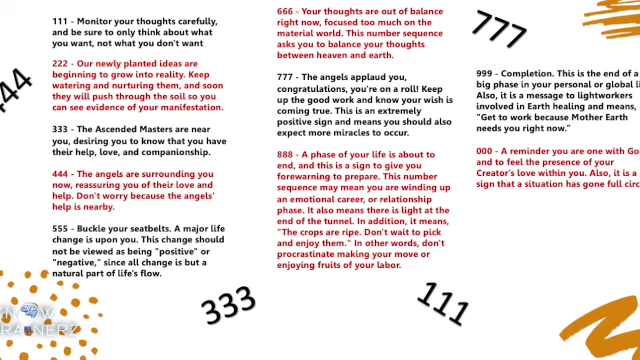 111 - Monitor your thoughts carefully,
and be sure to only think about what
you want, not what you don't want
222 - Our newly planted ideas are
beginning to grow into reality. Keep
watering and nurturing them, and soon
they will push through the soil so you
can see evidence of your manifestation.
333 - The Ascended Masters are near
you, desiring you to know that you have
their help, love, and companionship.
444 - The angels are surrounding you
now, reassuring you of their love and
help. Don't worry because the angels'
help is nearby.
555 - Buckle your seatbelts. A major life
change is upon you. This change should
not be viewed as being "positive" or
"negative," since all change is but a
natural part of life's flow.
666 - Your thoughts are out of balance
right now, focused too much on the
material world. This number sequence
asks you to balance your thoughts
between heaven and earth.
777 - The angels applaud you,
congratulations, you're on a roll! Keep
up the good work and know your wish is
coming true. This is an extremely
positive sign and means you should also
expect more miracles to occur.
888 - A phase of your life is about to
end, and this is a sign to give you
forewarning to prepare. This number
sequence may mean you are winding up
an emotional career, or relationship
phase. It also means there is light at the
end of the tunnel. In addition, it means,
"The crops are ripe. Don't wait to pick
and enjoy them." In other words, don't
procrastinate making your move or
enjoying fruits of your labor.
999 - Completion. This is the end of a
big phase in your personal or global li
Also, it is a message to lightworkers
involved in Earth healing and means,
"Get to work because Mother Earth
needs you right now."
000 - A reminder you are one with Go
and to feel the presence of your
Creator's love within you. Also, it is a
sign that a situation has gone full circ
444
333
111
777